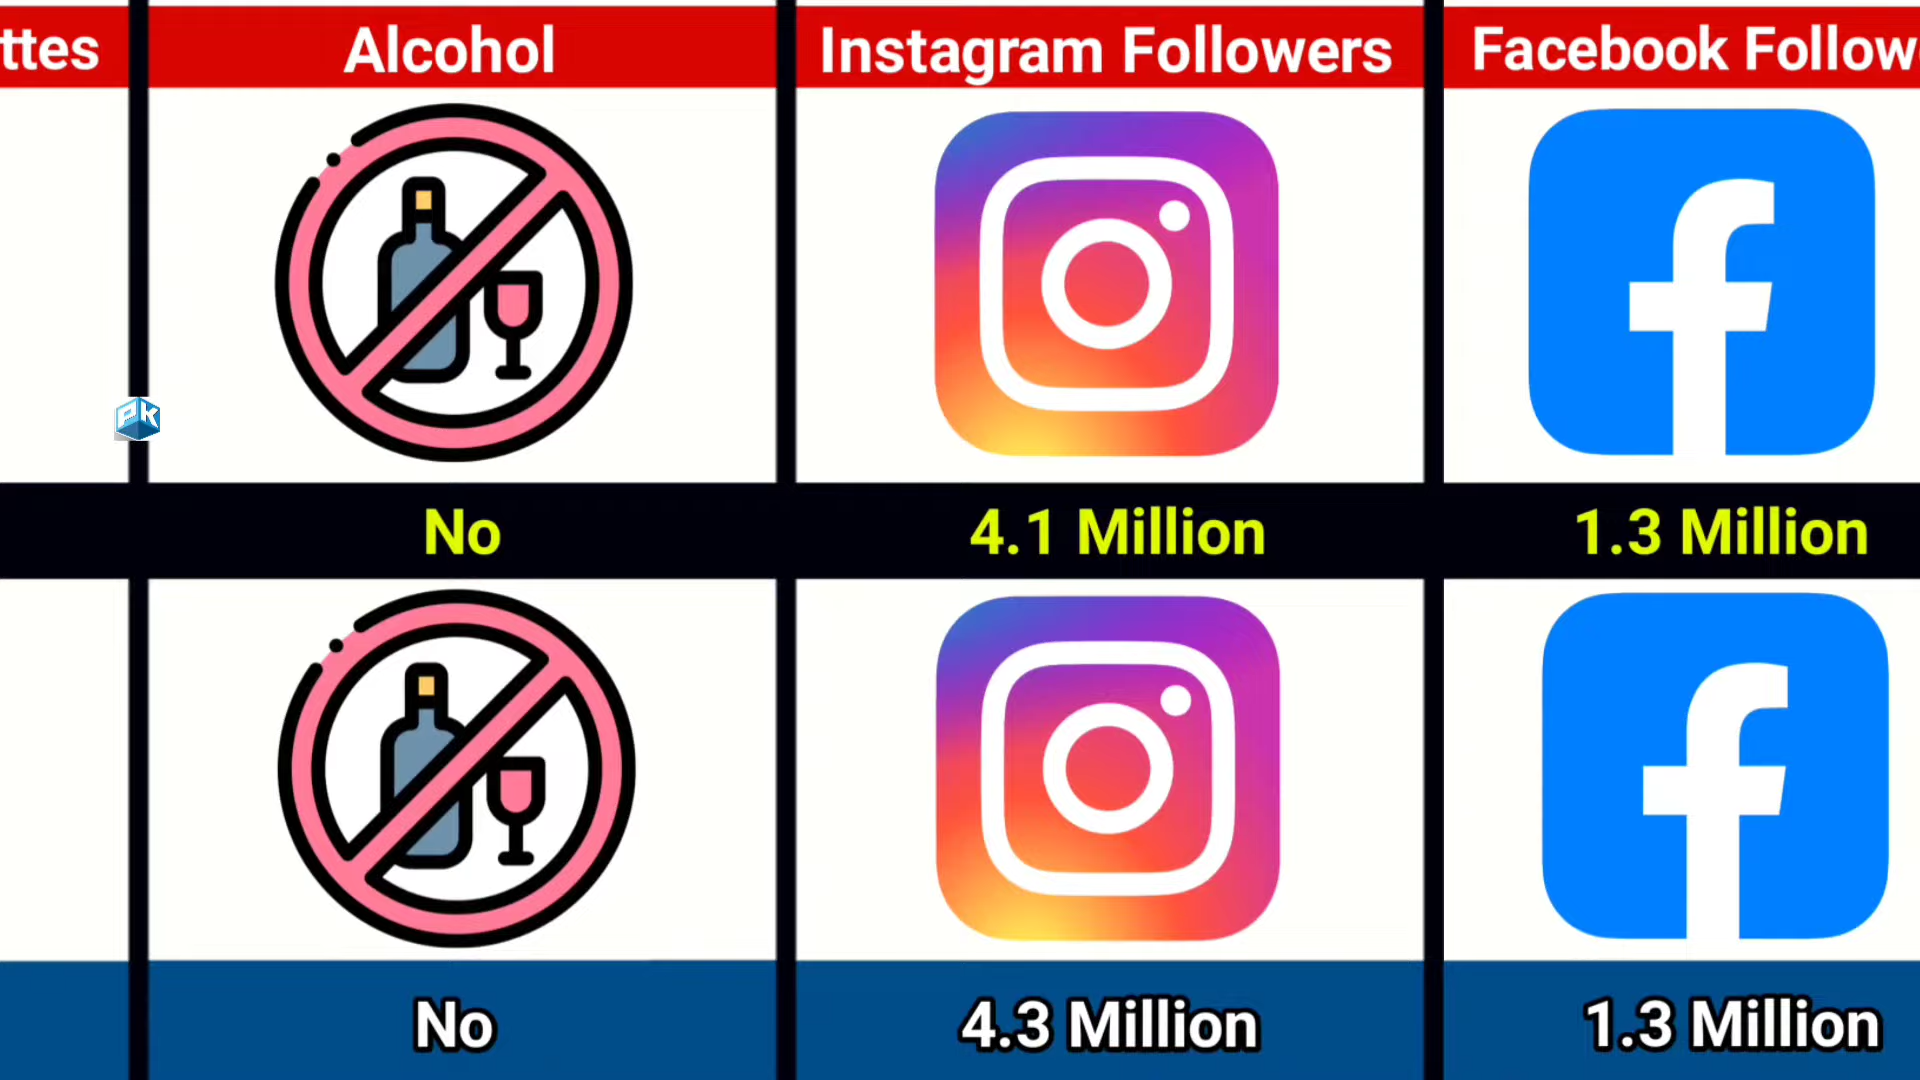 ttes
Alcohol
Instagram Followers
Facebook Follow
PK
No
4.1 Million
1.3 Million
No
4.3 Million
1.3 Million